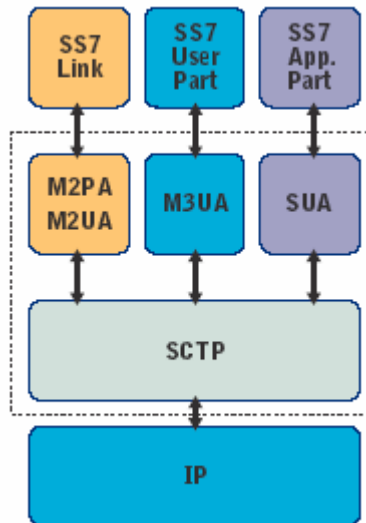 SS7
Link
SS7
User
Part
SS7
App.
Part
M2PA
M2UA
M3UA
SUA
SCTP
IP